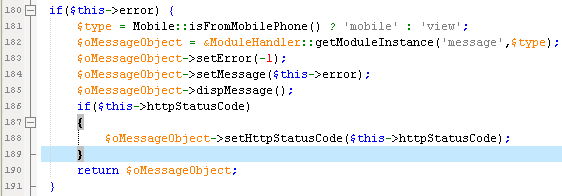 180 if($this->error) {
181 $type = Mobile::isFromMobilePhone() ? 'mobile' : 'view';
182 $oMessageObject = &ModuleHandler::getModuleInstance('message',$type);
183 $oMessageObject->setError(-1);
184 $oMessageObject->setMessage($this->error);
185 $oMessageObject->dispMessage();
186 if($this->httpStatusCode)
187 {
188 $oMessageObject->setHttpStatusCode($this->httpStatusCode);
189 }
190 return $oMessageObject;
191 }